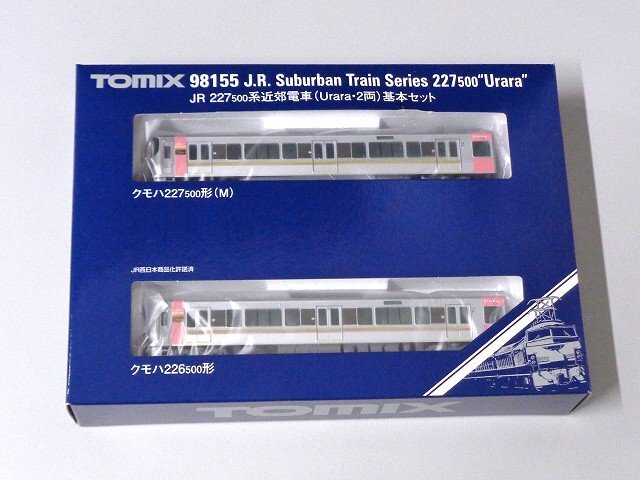 TOMIX 98155 J.R. Suburban Train Series 227500 "Urara"
JR 227500系近郊電車(Urara・2両)基本セット
クモハ227500形(M)
JR西日本商品化許諾済
クモハ226500形
TOMIX